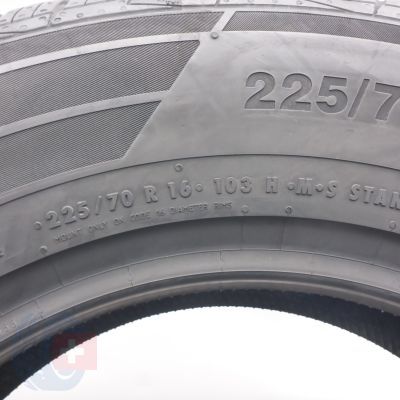 225/7
225/70 R 16 • 103 H • M • S STAN
MOUNT ONLY ON CODE 16 DIAMETER RIMS